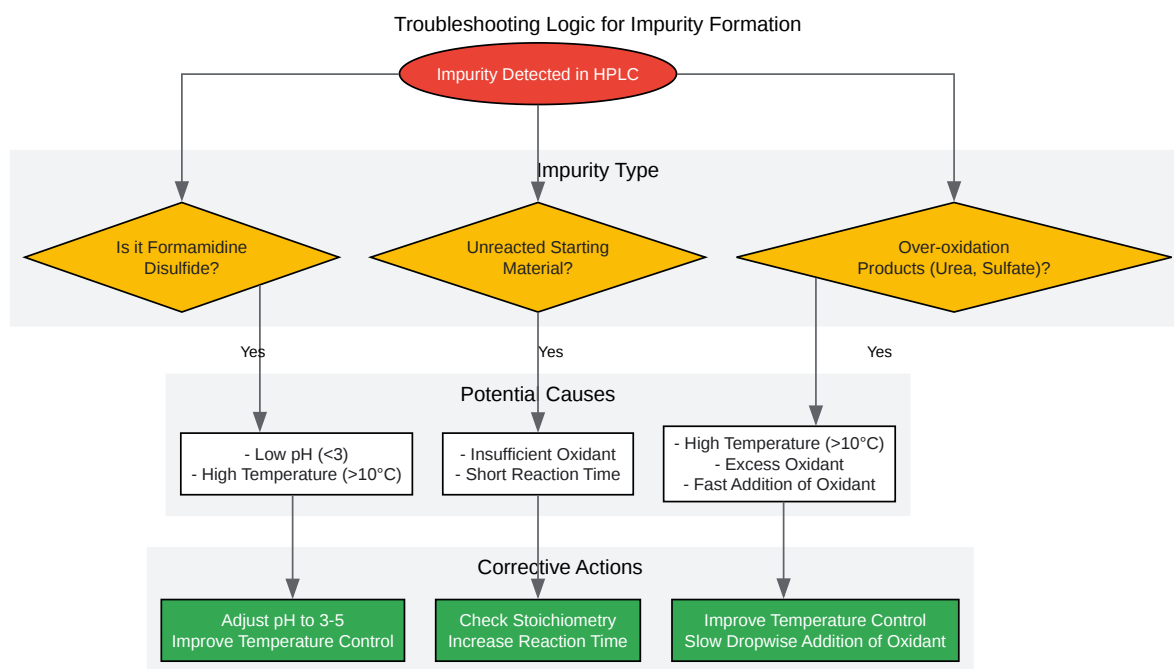 Troubleshooting Logic for Impurity Formation
Impurity Detected in HPLC
Impurity Type
Is it Formamidine
Disulfide?
Unreacted Starting
Material?
Over-oxidation
Products (Urea, Sulfate)?
Yes
Yes
Yes
Potential Causes
- Low pH (<3)
- High Temperature (>10°C)
- Insufficient Oxidant
- Short Reaction Time
- High Temperature (>10°C)
- Excess Oxidant
- Fast Addition of Oxidant
Corrective Actions
Adjust pH to 3-5
Improve Temperature Control
Check Stoichiometry
Increase Reaction Time
Improve Temperature Control
Slow Dropwise Addition of Oxidant